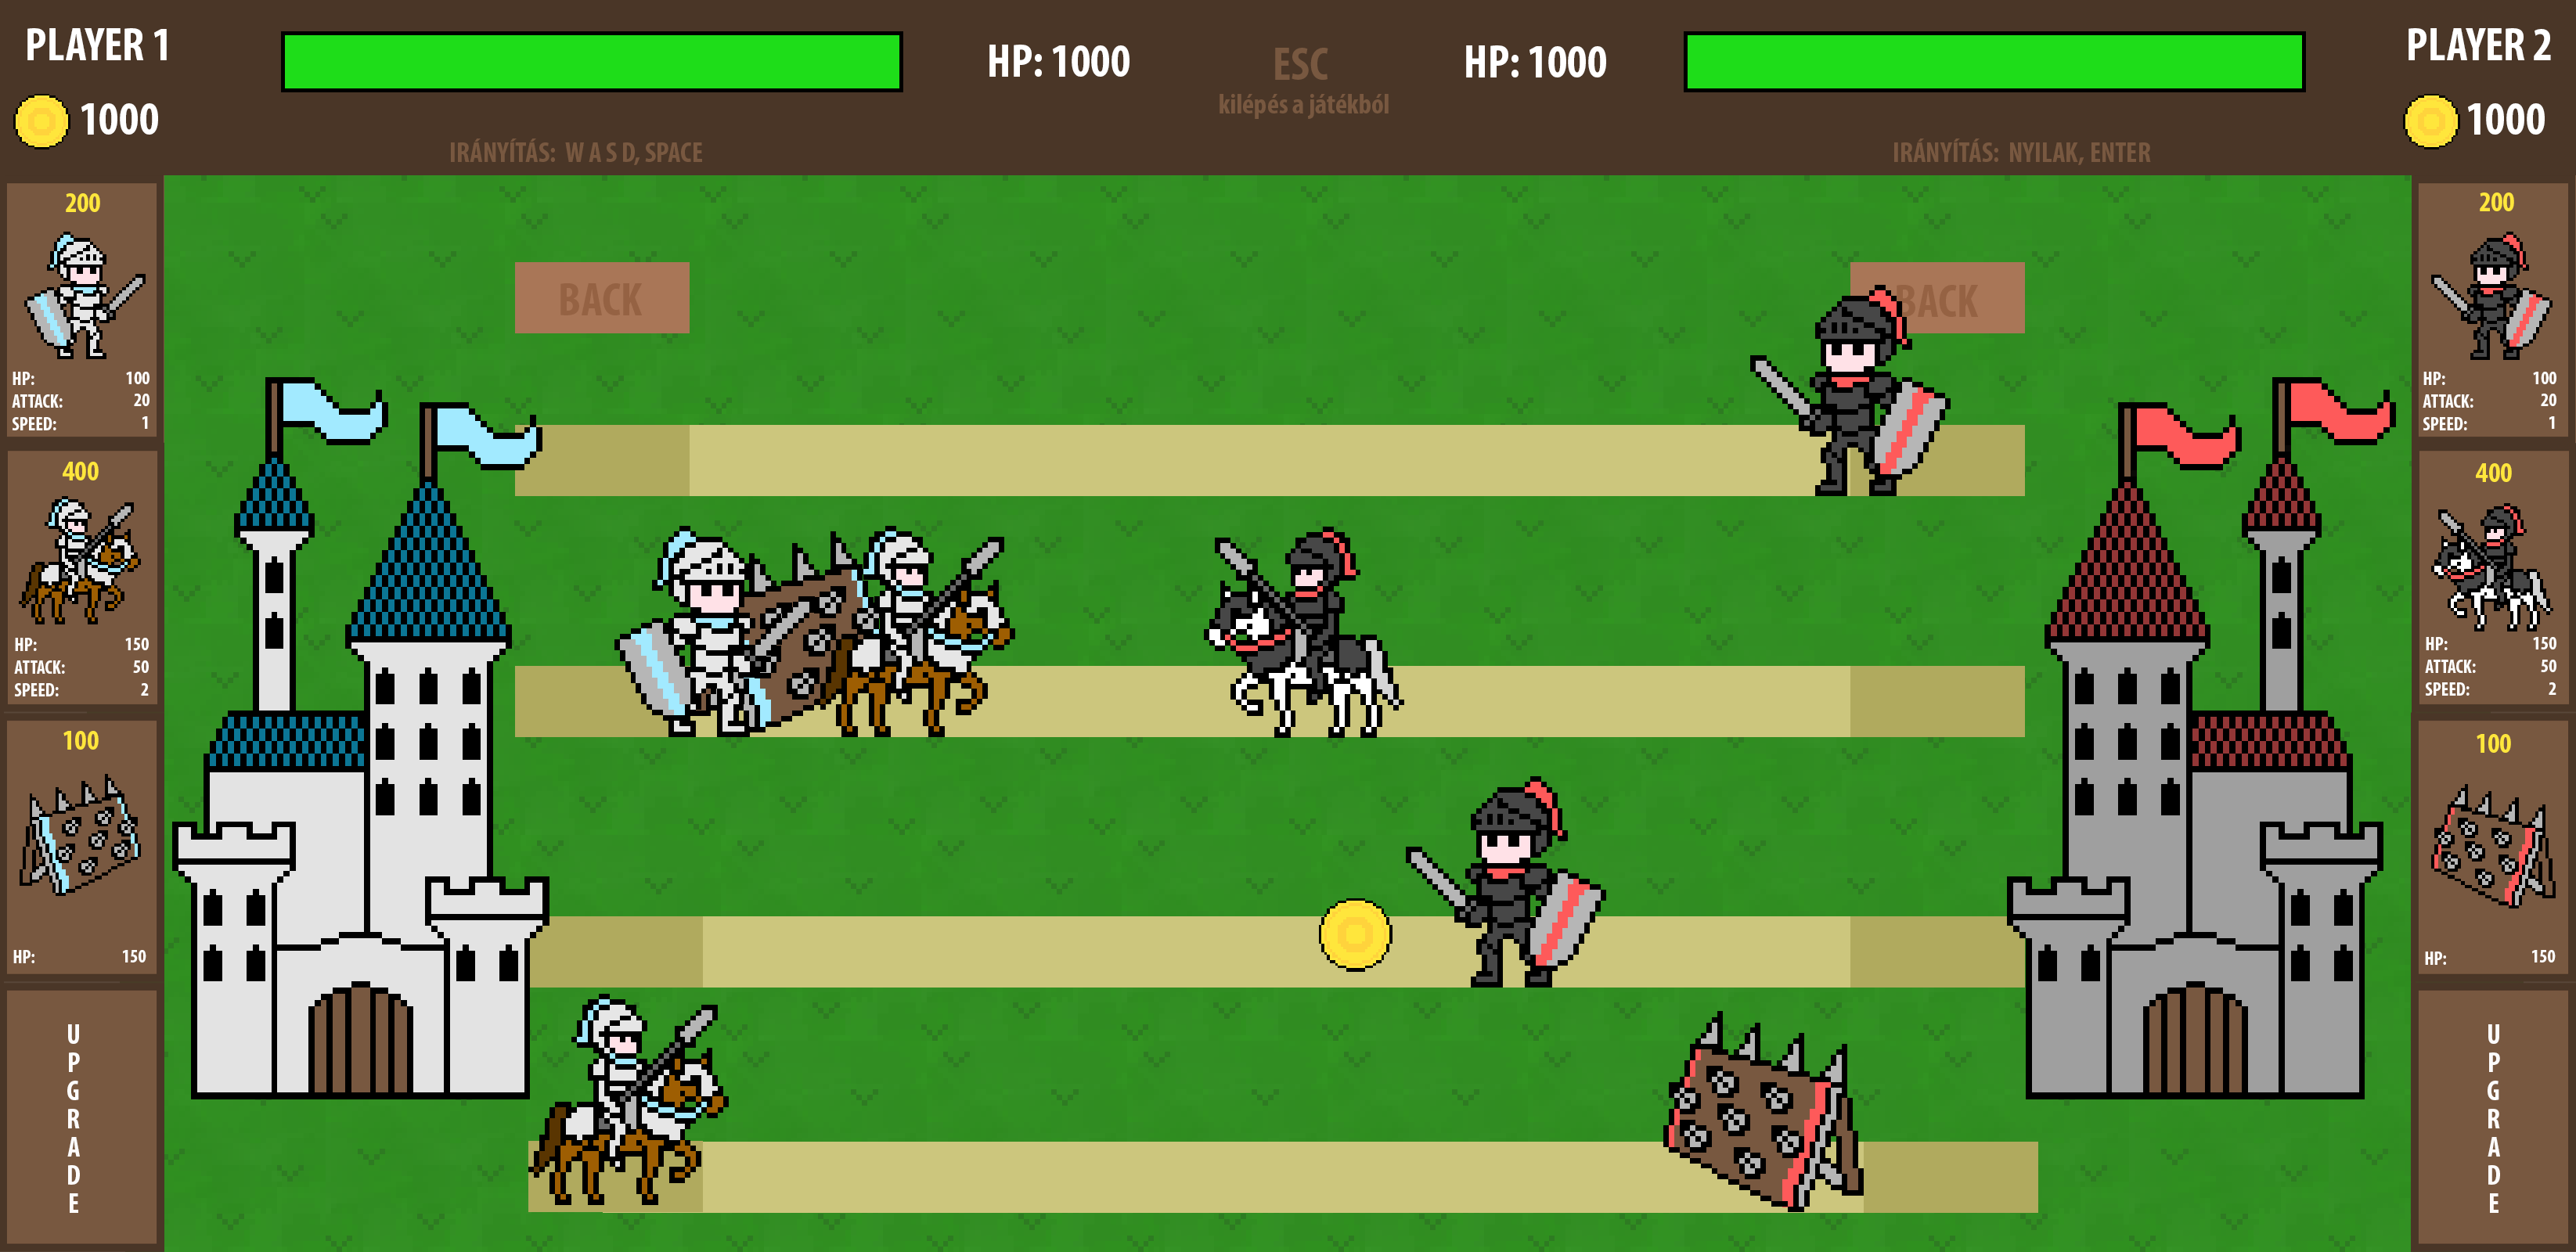 PLAYER 1
1000
HP: 1000
ESC
kilépés a játékból
HP: 1000
PLAYER 2
1000
IRÁNYÍTÁS: W A S D, SPACE
IRÁNYÍTÁS: NYILAK, ENTER
200
HP: 100
ATTACK: 20
SPEED: 1
400
HP: 150
ATTACK: 50
SPEED: 2
100
HP: 150
UPGRADE
BACK
BACK
200
HP: 100
ATTACK: 20
SPEED: 1
400
HP: 150
ATTACK: 50
SPEED: 2
100
HP: 150
UPGRADE